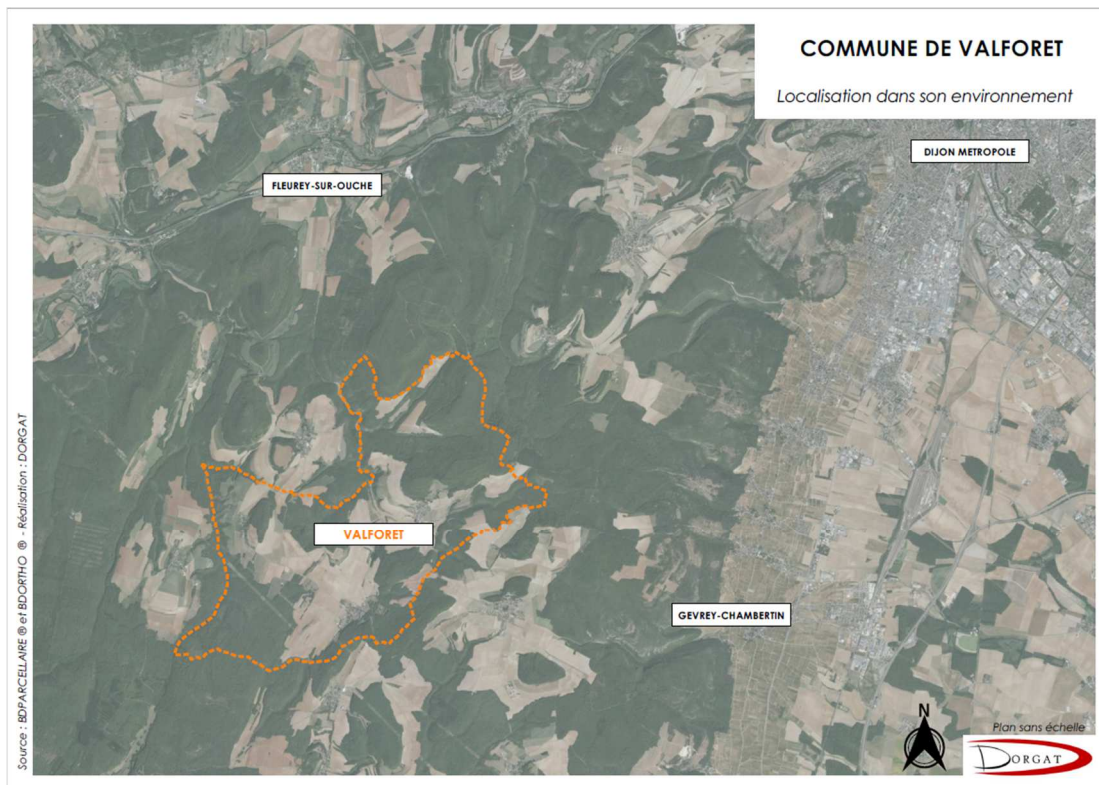 COMMUNE DE VALFORET
Localisation dans son environnement
DIJON METROPOLE
FLEUREY-SUR-OUCHE
VALFORET
GEVREY-CHAMBERTIN
Source : BDPARCELLAIRE ® et BDORTHO ® - Réalisation : DORGAT
N
Plan sans échelle
DORGAT